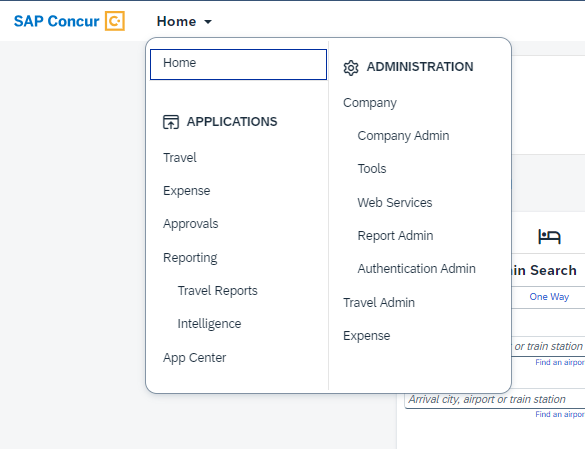 SAP Concur C.
Home
Home
APPLICATIONS
Travel
Expense
Approvals
Reporting
Travel Reports
Intelligence
App Center
ADMINISTRATION
Company
Company Admin
Tools
Web Services
Report Admin
Authentication Admin
Travel Admin
Expense
in Search
One Way
or train station
Find an airpor
Arrival city, airport or train station
Find an airpor